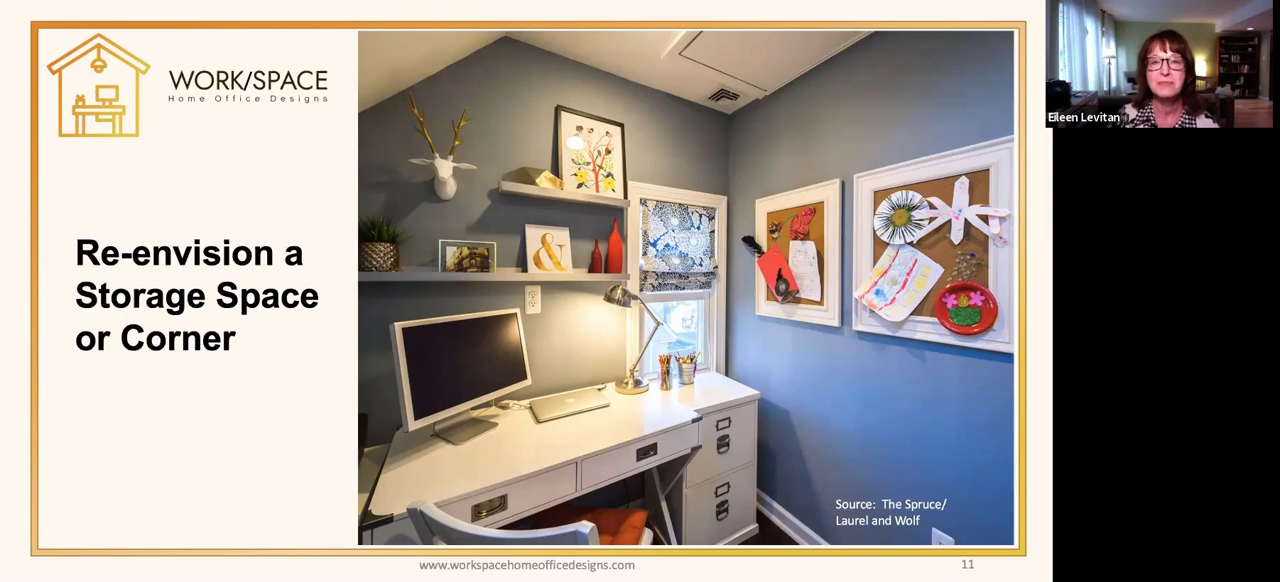 WORK/SPACE
Home Office Designs
Re-envision a
Storage Space
or Corner
&
Source: The Spruce/
Laurel and Wolf
www.workspacehomeofficedesigns.com
11
Eileen Levitan